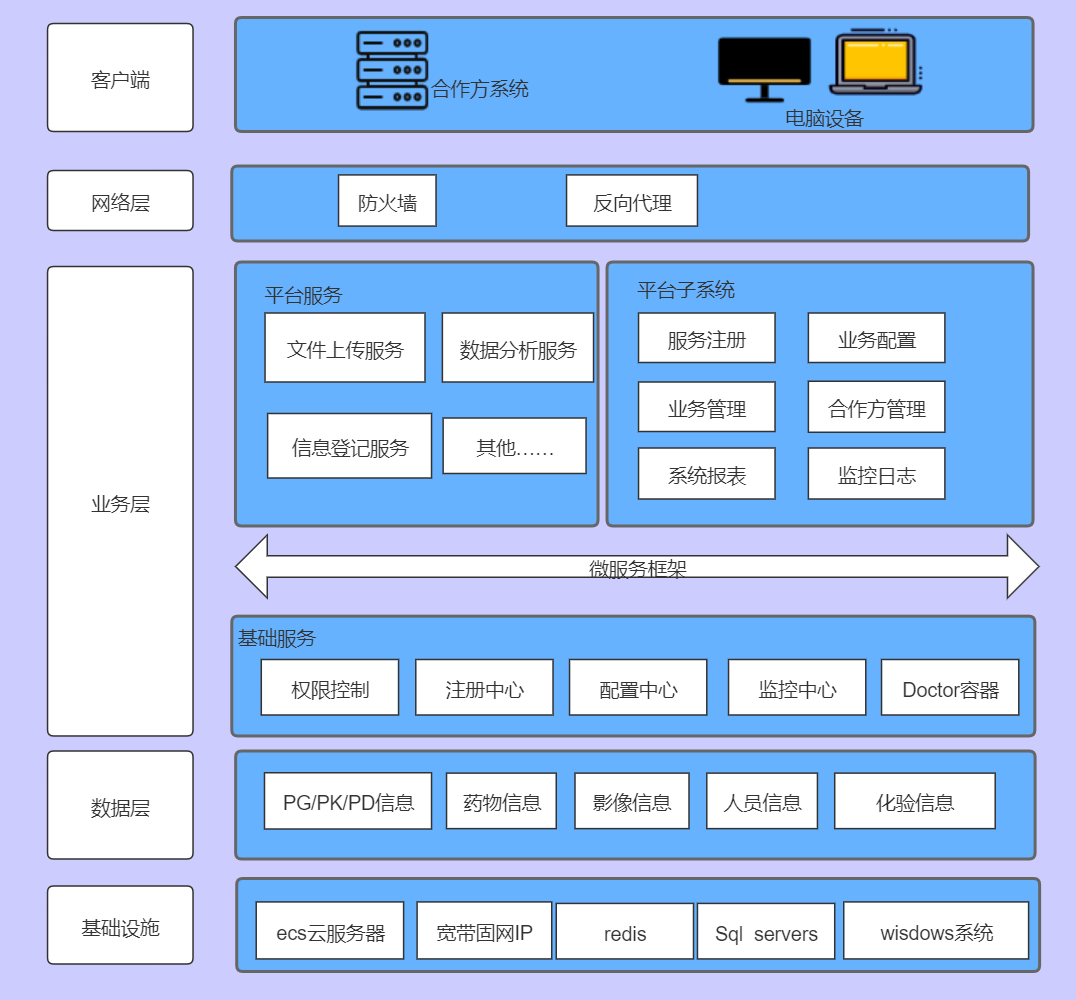 客户端
合作方系统
电脑设备
网络层
防火墙
反向代理
业务层
平台服务
文件上传服务
数据分析服务
信息登记服务
其他......
平台子系统
服务注册
业务配置
业务管理
合作方管理
系统报表
监控日志
微服务框架
基础服务
权限控制
注册中心
配置中心
监控中心
Doctor容器
数据层
PG/PK/PD信息
药物信息
影像信息
人员信息
化验信息
基础设施
ecs云服务器
宽带固网IP
redis
Sql servers
wisdows系统